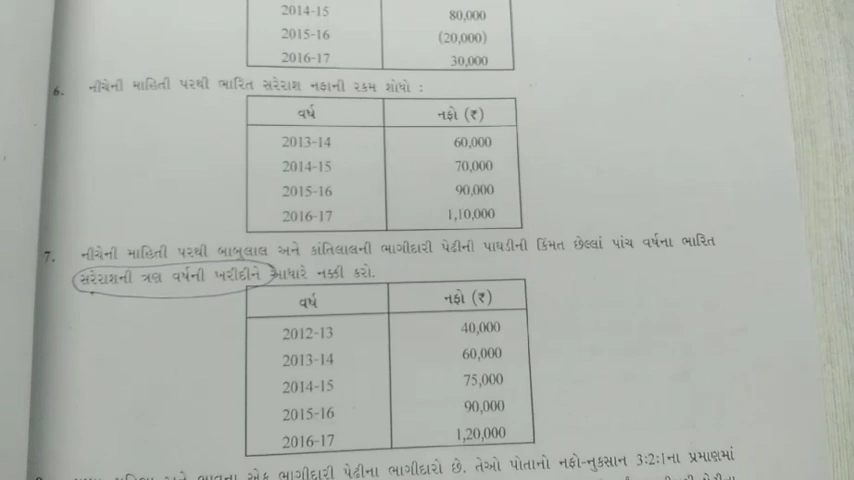 2014-15 80,000
2015-16 (20,000)
2016-17 30,000
6. નીચેની માહિતી પરથી ભારિત સરેરાશ નફાની રકમ શોધો :
વર્ષ નફો (₹)
2013-14 60,000
2014-15 70,000
2015-16 90,000
2016-17 1,10,000
7. નીચેની માહિતી પરથી બાબુલાલ અને કાંતિલાલની ભાગીદારી પેઢીની પાઘડીની કિંમત છેલ્લાં પાંચ વર્ષના ભારિત
સરેરાશની ત્રણ વર્ષની ખરીદીને આધારે નક્કી કરો.
વર્ષ નફો (₹)
2012-13 40,000
2013-14 60,000
2014-15 75,000
2015-16 90,000
2016-17 1,20,000
અને ભાવના એક ભાગીદારી પેઢીના ભાગીદારો છે. તેઓ પોતાનો નફો-નુકસાન 3:2:1ના પ્રમાણમાં